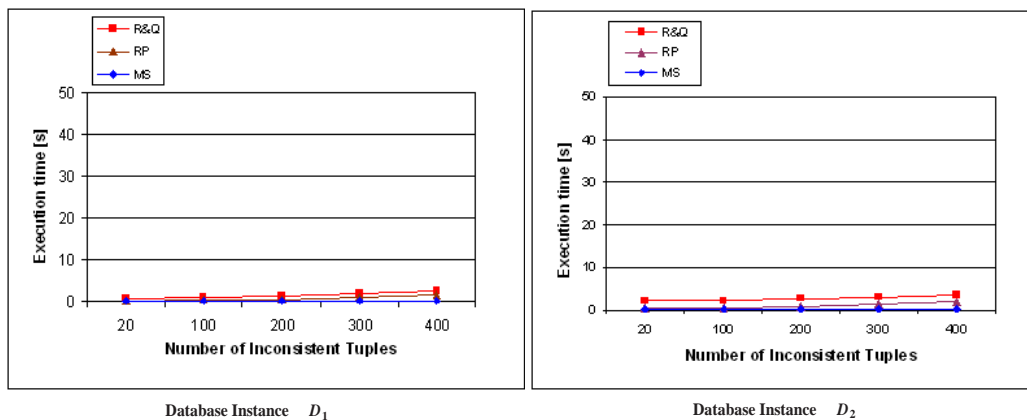 R&Q
RP
MS
50
40
30
20
10
0
Execution time [s]
20 100 200 300 400
Number of Inconsistent Tuples
Database Instance D1
R&Q
RP
MS
50
40
30
20
10
0
Execution time [s]
20 100 200 300 400
Number of Inconsistent Tuples
Database Instance D2